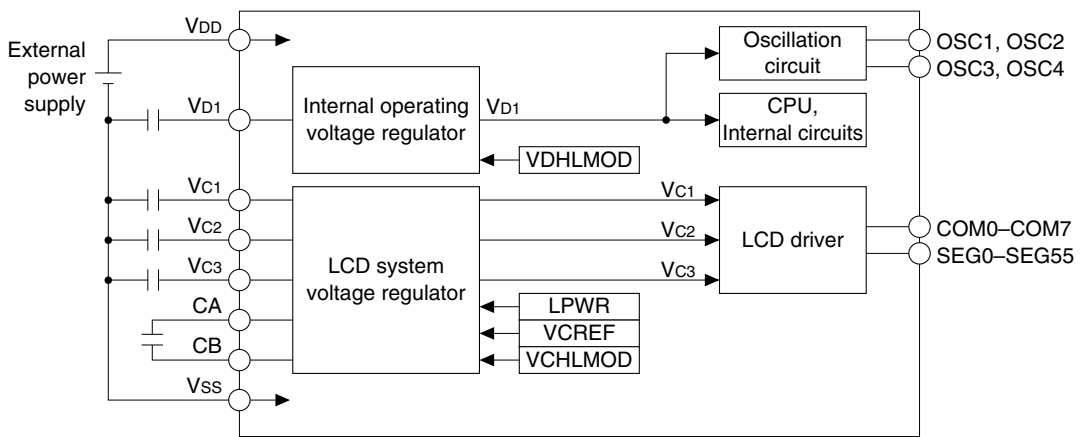 External
power
supply
VDD
VD1
VC1
VC2
VC3
CA
CB
VSS
Internal operating
voltage regulator
VD1
VDHLMOD
Oscillation
circuit
CPU,
Internal circuits
OSC1, OSC2
OSC3, OSC4
LCD system
voltage regulator
VC1
VC2
VC3
LPWR
VCREF
VCHLMOD
LCD driver
COM0–COM7
SEG0–SEG55